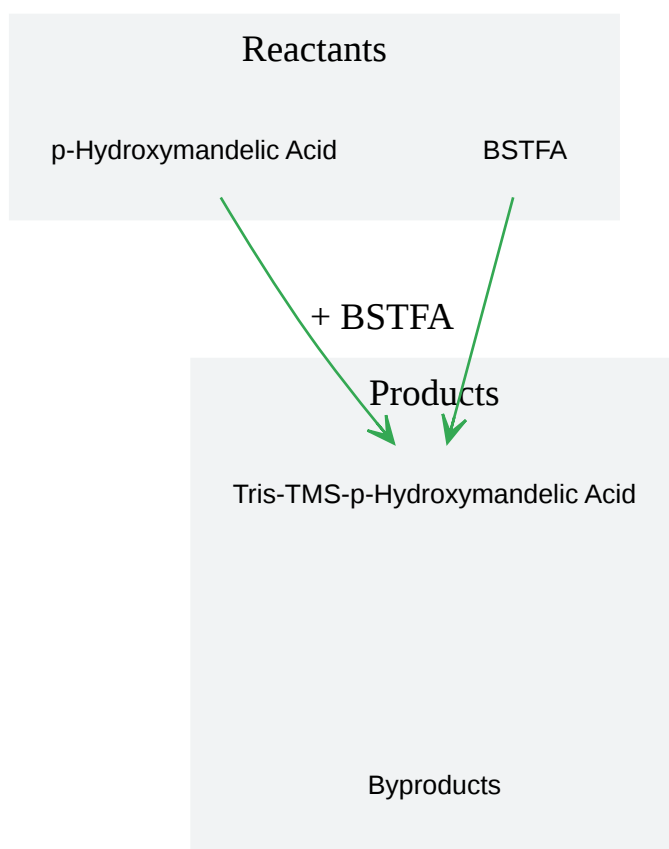 Reactants
p-Hydroxymandelic Acid
BSTFA
+ BSTFA
Products
Tris-TMS-p-Hydroxymandelic Acid
Byproducts